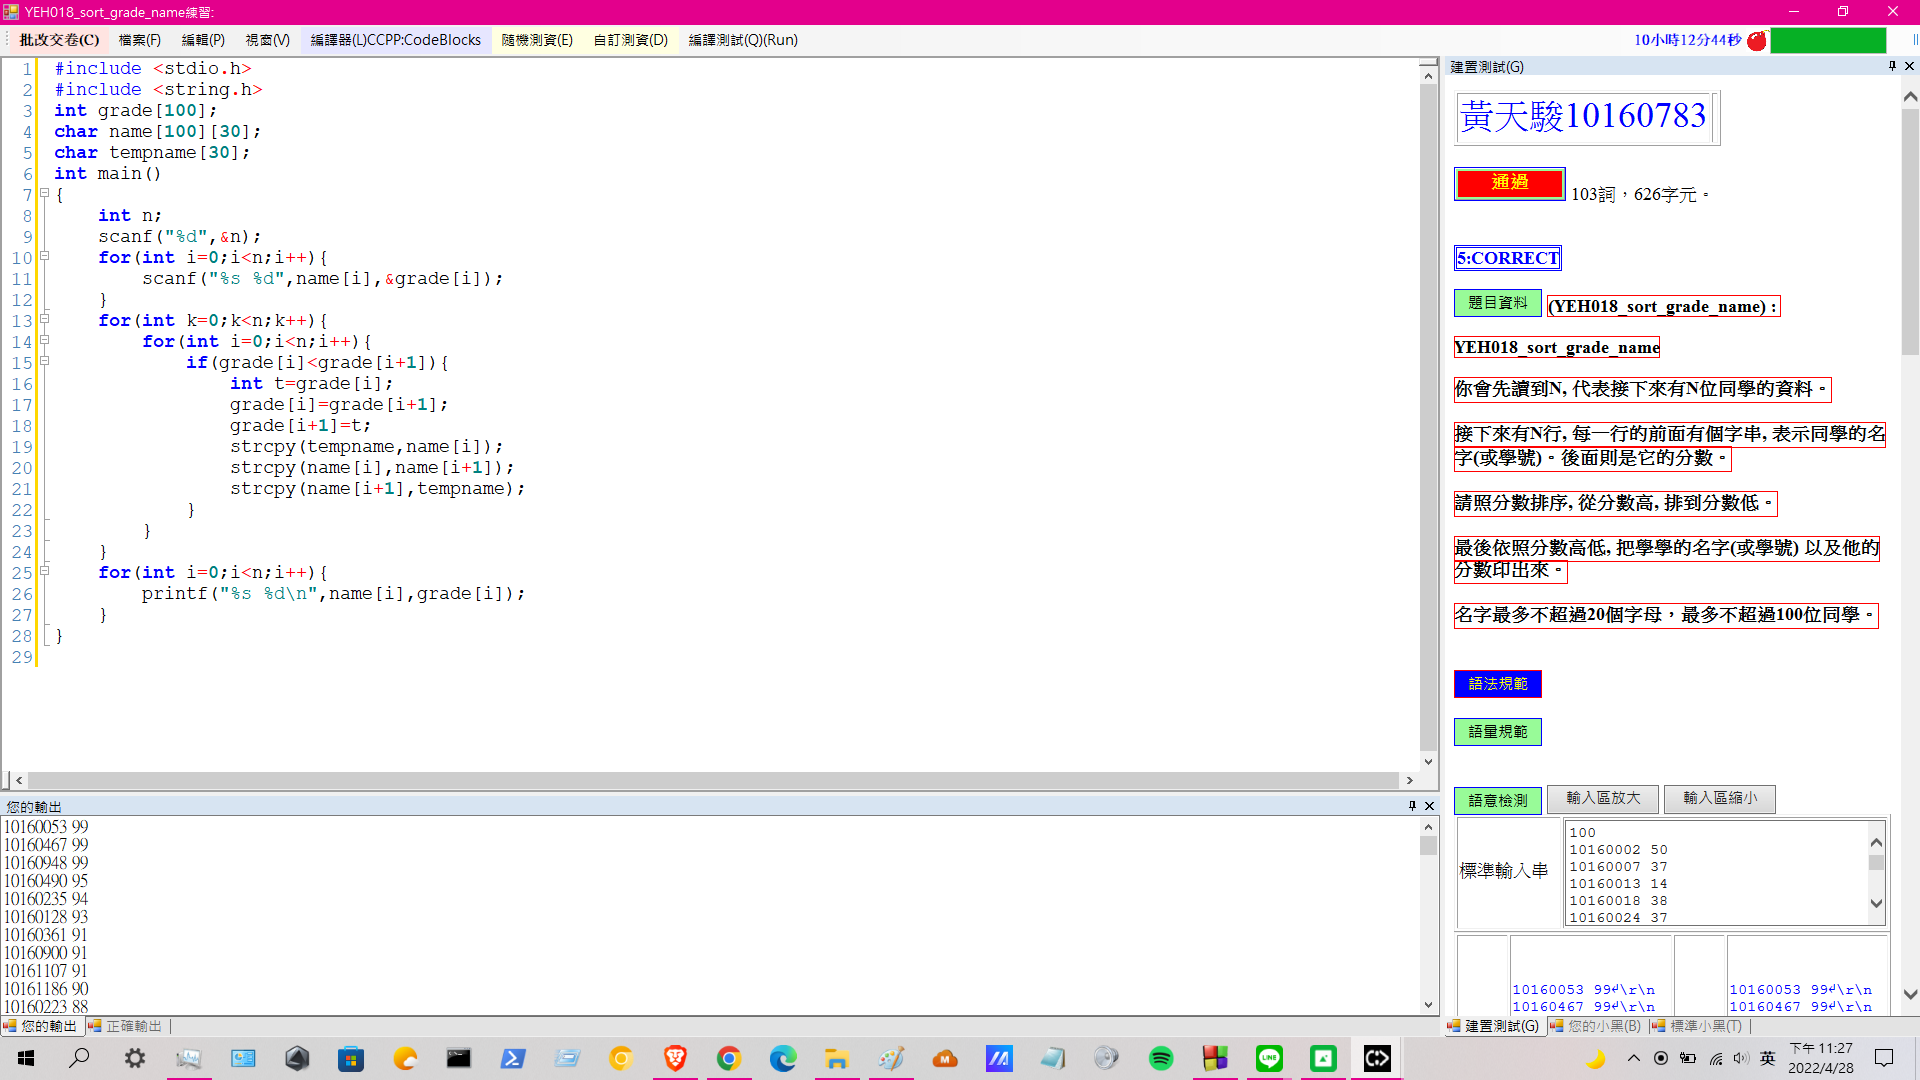 YEH018_sort_grade_name練習:
批改交卷(C) 檔案(F) 編輯(P) 視窗(V) 編譯器(L)CCPP:CodeBlocks 隨機測資(E) 自訂測資(D) 編譯測試(Q)(Run) 10小時12分44秒
1 #include <stdio.h>
2 #include <string.h>
3 int grade[100];
4 char name[100][30];
5 char tempname[30];
6 int main()
7 {
8     int n;
9     scanf("%d",&n);
10     for(int i=0;i<n;i++){
11         scanf("%s %d",name[i],&grade[i]);
12     }
13     for(int k=0;k<n;k++){
14         for(int i=0;i<n;i++){
15             if(grade[i]<grade[i+1]){
16                 int t=grade[i];
17                 grade[i]=grade[i+1];
18                 grade[i+1]=t;
19                 strcpy(tempname,name[i]);
20                 strcpy(name[i],name[i+1]);
21                 strcpy(name[i+1],tempname);
22             }
23         }
24     }
25     for(int i=0;i<n;i++){
26         printf("%s %d\n",name[i],grade[i]);
27     }
28 }
29
您的輸出
10160053 99
10160467 99
10160948 99
10160490 95
10160235 94
10160128 93
10160361 91
10160900 91
10161107 91
10161186 90
10160223 88
您的輸出 正確輸出
建置測試(G)
黃天駿10160783
通過 103詞，626字元。
5:CORRECT
題目資料 (YEH018_sort_grade_name) :
YEH018_sort_grade_name
你會先讀到N, 代表接下來有N位同學的資料。
接下來有N行, 每一行的前面有個字串, 表示同學的名
字(或學號)。後面則是它的分數。
請照分數排序, 從分數高, 排到分數低。
最後依照分數高低, 把學學的名字(或學號) 以及他的
分數印出來。
名字最多不超過20個字母，最多不超過100位同學。
語法規範
語量規範
語意檢測 輸入區放大 輸入區縮小
標準輸入串
100
10160002 50
10160007 37
10160013 14
10160018 38
10160024 37
10160053 99↲\r\n 10160053 99↲\r\n
10160467 99↲\r\n 10160467 99↲\r\n
建置測試(G) 您的小黑(B) 標準小黑(T)
英 下午 11:27
2022/4/28